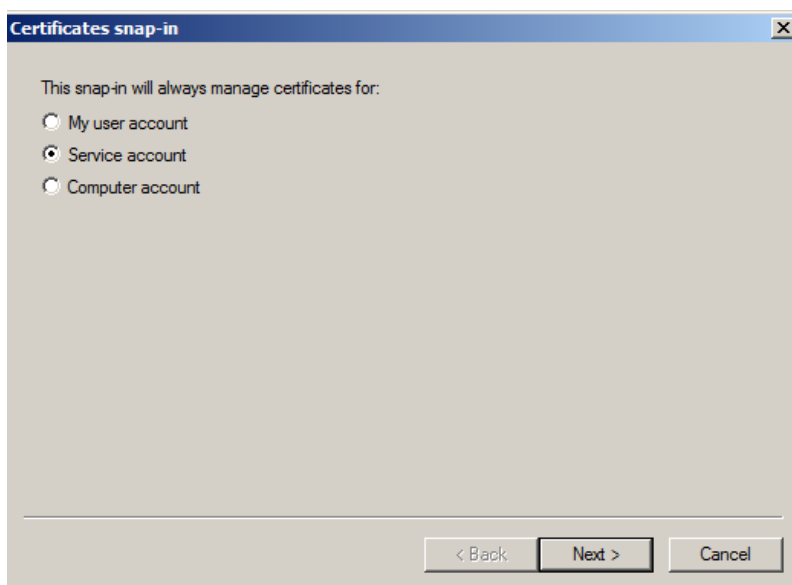 Certificates snap-in
This snap-in will always manage certificates for:
My user account
Service account
Computer account
< Back
Next >
Cancel